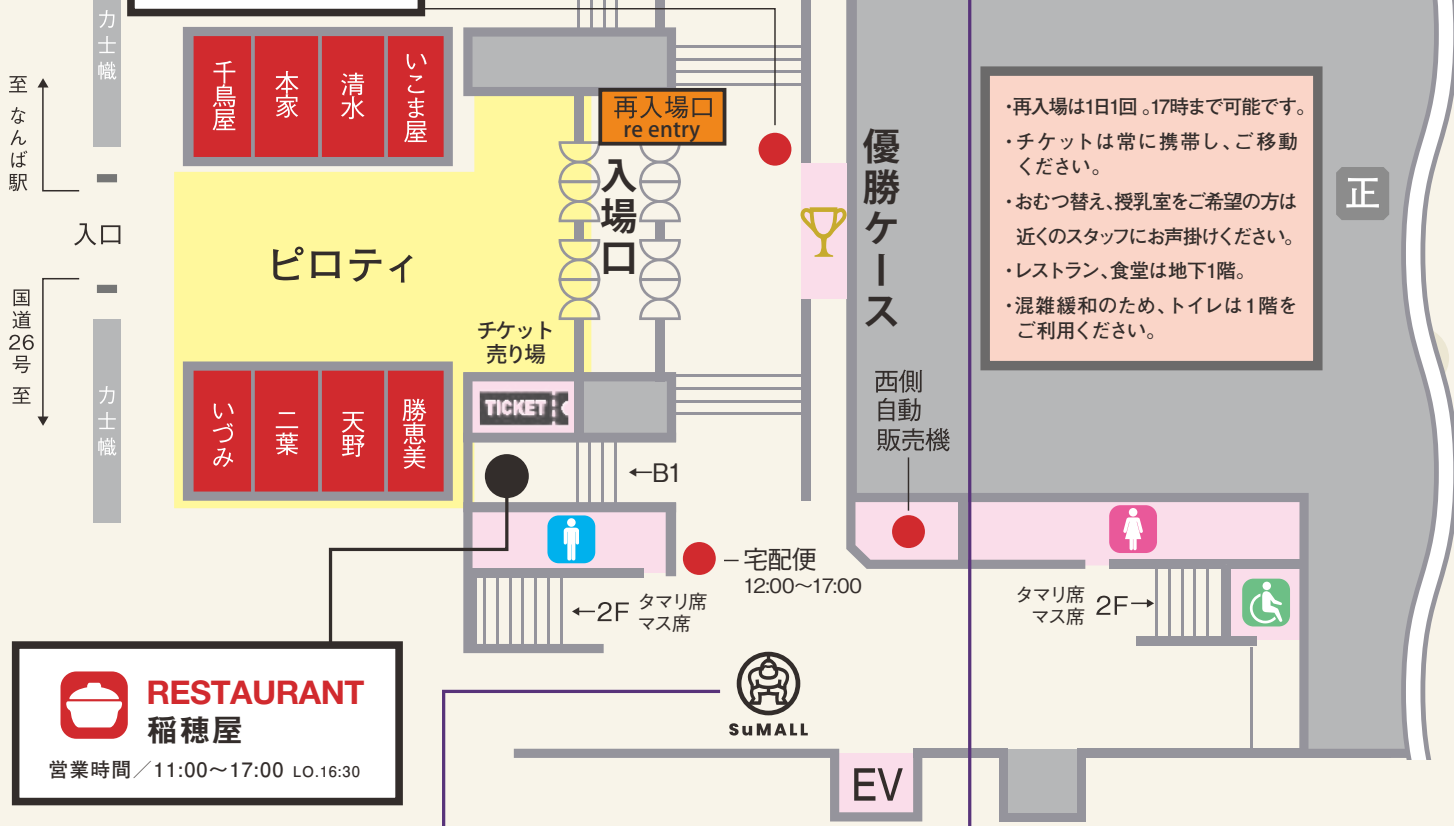 力士幟
千鳥屋
本家
清水
いこま屋
再入場口
re entry
至 なんば駅
入口
国道26号 至
力士幟
ピロティ
入場口
優勝ケース
・再入場は1日1回。17時まで可能です。
・チケットは常に携帯し、ご移動
ください。
・おむつ替え、授乳室をご希望の方は
近くのスタッフにお声掛けください。
・レストラン、食堂は地下1階。
・混雑緩和のため、トイレは1階を
ご利用ください。
正
チケット
売り場
TICKET
いづみ
二葉
天野
勝恵美
←B1
西側
自動
販売機
宅配便
12:00〜17:00
←2F タマリ席
マス席
タマリ席
マス席 2F→
RESTAURANT
稲穂屋
営業時間／11:00〜17:00 LO.16:30
SuMALL
EV